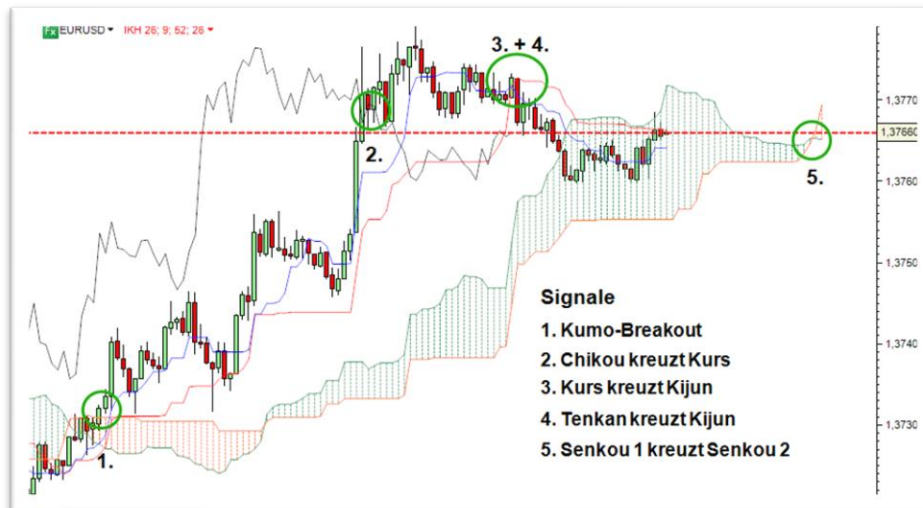 Fx EURUSD IKH 26; 9; 52; 26
3. + 4.
1,3770
1,37660
2.
1,3760
5.
1,3750
Signale
1. Kumo-Breakout
2. Chikou kreuzt Kurs
1,3740
3. Kurs kreuzt Kijun
4. Tenkan kreuzt Kijun
1,3730
5. Senkou 1 kreuzt Senkou 2
1.